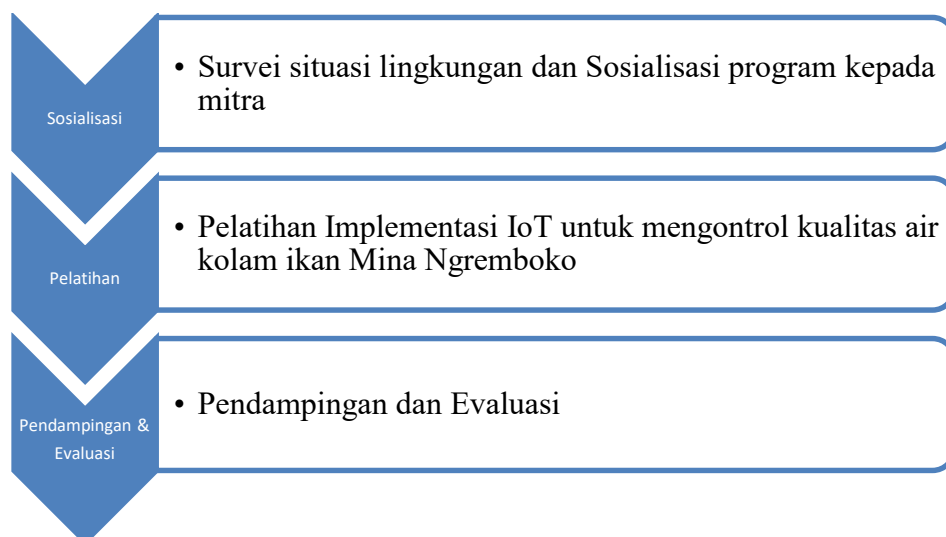 Sosialisasi
• Survei situasi lingkungan dan Sosialisasi program kepada
mitra
Pelatihan
• Pelatihan Implementasi IoT untuk mengontrol kualitas air
kolam ikan Mina Ngremboko
Pendampingan &
Evaluasi
• Pendampingan dan Evaluasi